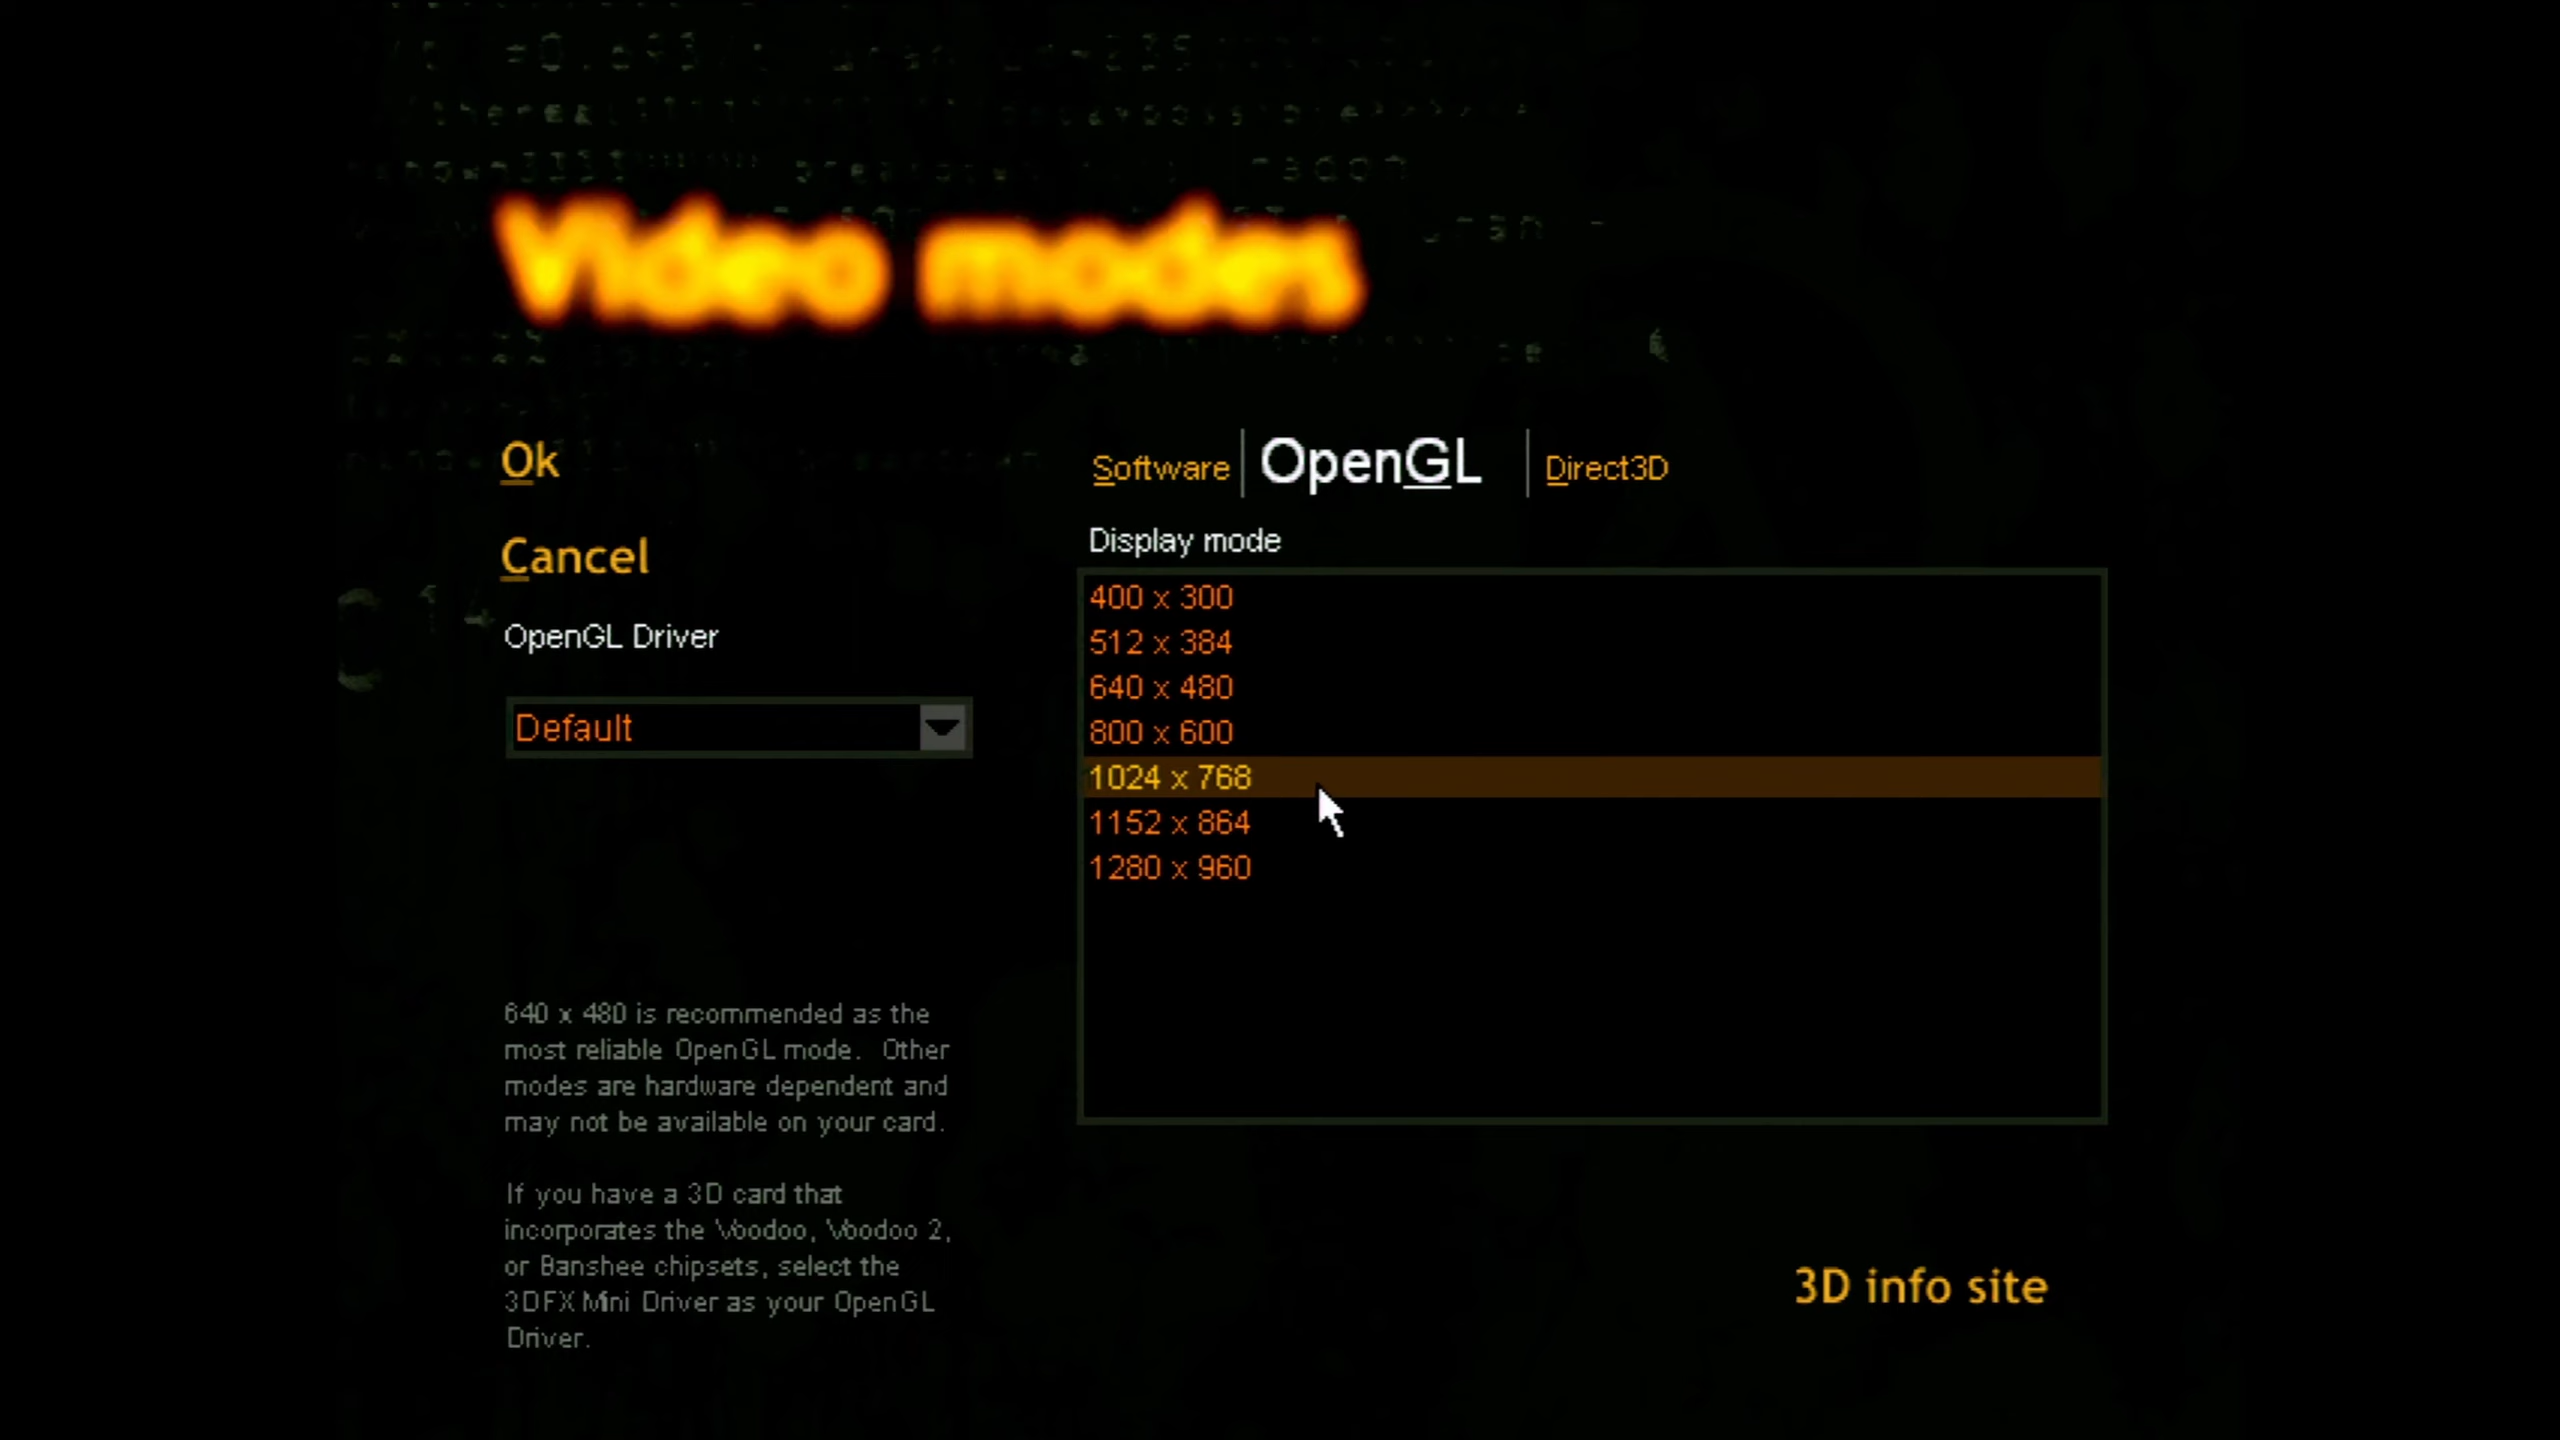 Video modes
Ok
Cancel
OpenGL Driver
Default
640 x 480 is recommended as the
most reliable OpenGL mode.  Other
modes are hardware dependent and
may not be available on your card.
If you have a 3D card that
incorporates the Voodoo, Voodoo 2,
or Banshee chipsets, select the
3DFX Mini Driver as your OpenGL
Driver.
Software
OpenGL
Direct3D
Display mode
400 x 300
512 x 384
640 x 480
800 x 600
1024 x 768
1152 x 864
1280 x 960
3D info site